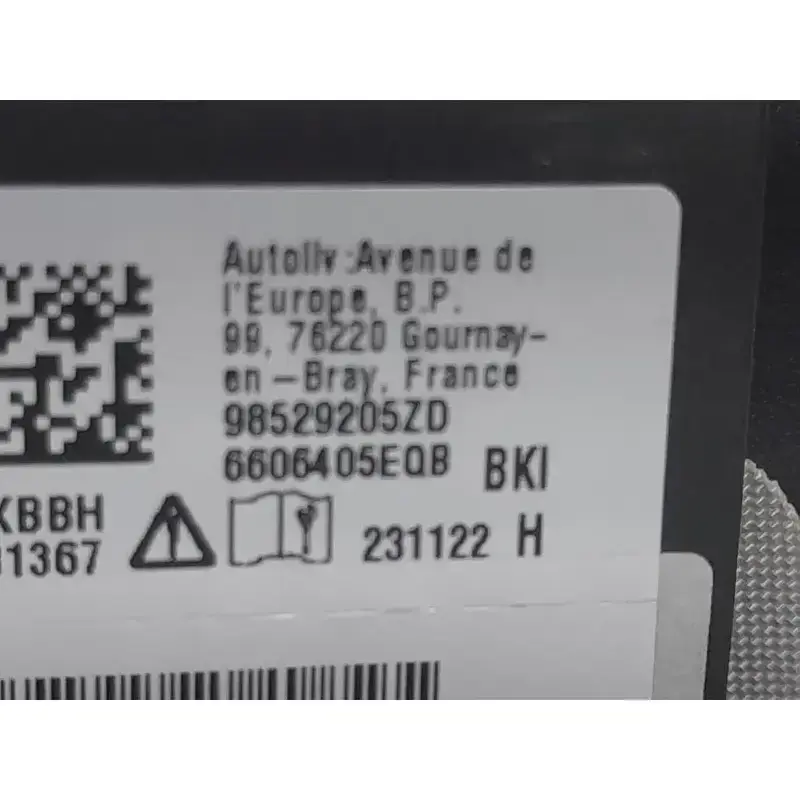 Autoliv :Avenue de
l'Europe, B.P.
99, 76220 Gournay-
en -Bray, France
98529205ZD
6606405EQB BKI
KBBH
1367
231122 H